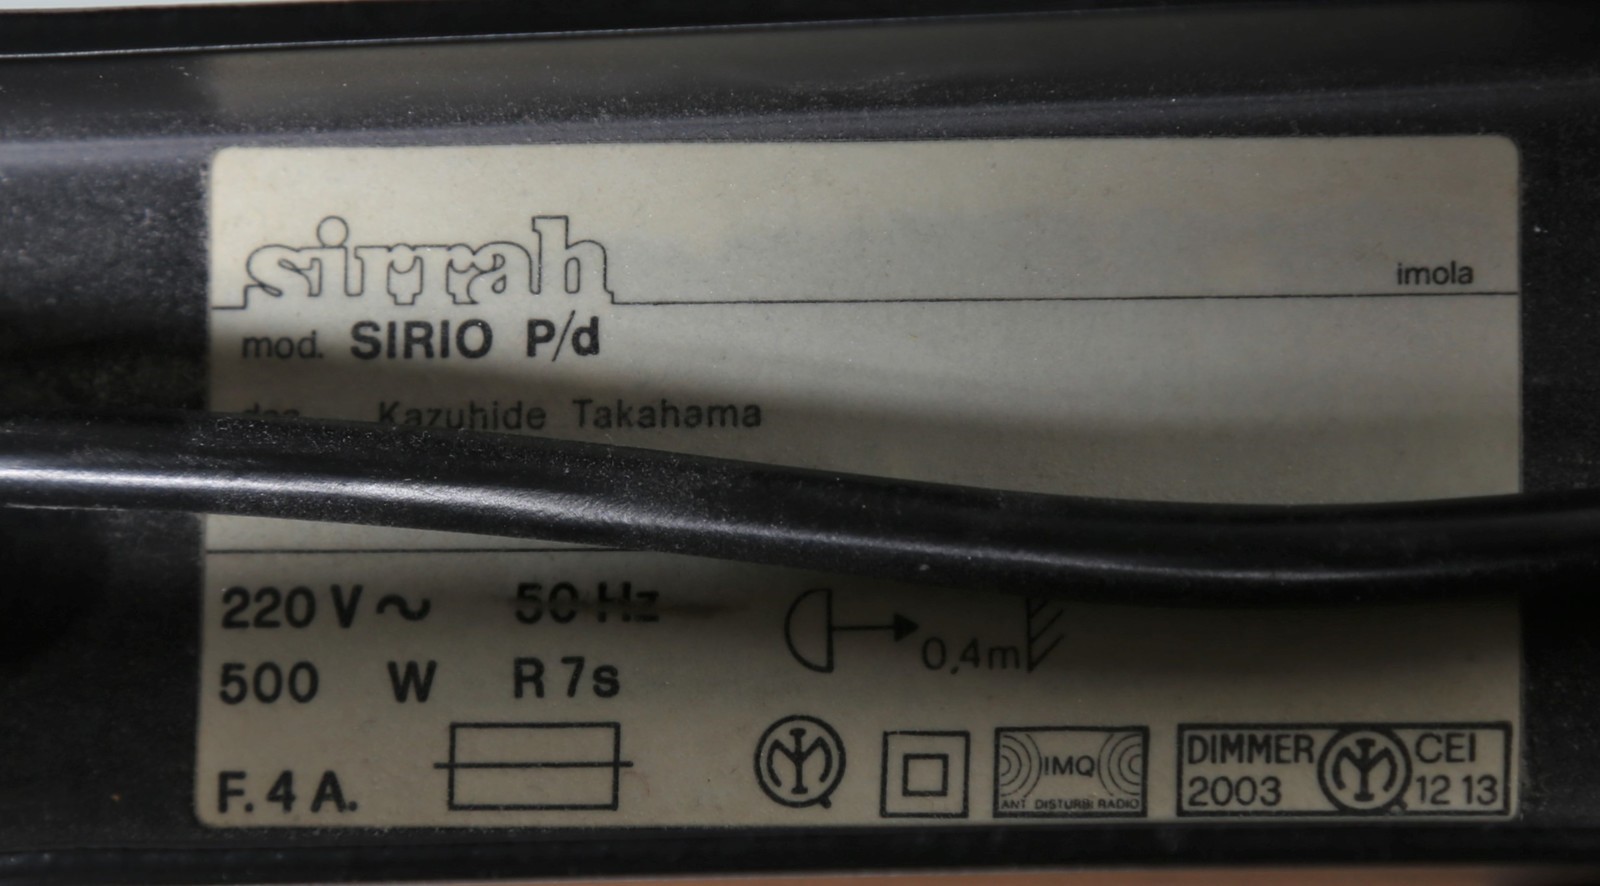 sirrah
imola
mod. SIRIO P/d
des. Kazuhide Takahama
220 V ~ 50 Hz
0,4m
500 W R 7s
F. 4 A.
IMQ
ANT. DISTURBI RADIO
DIMMER CEI
2003 12 13